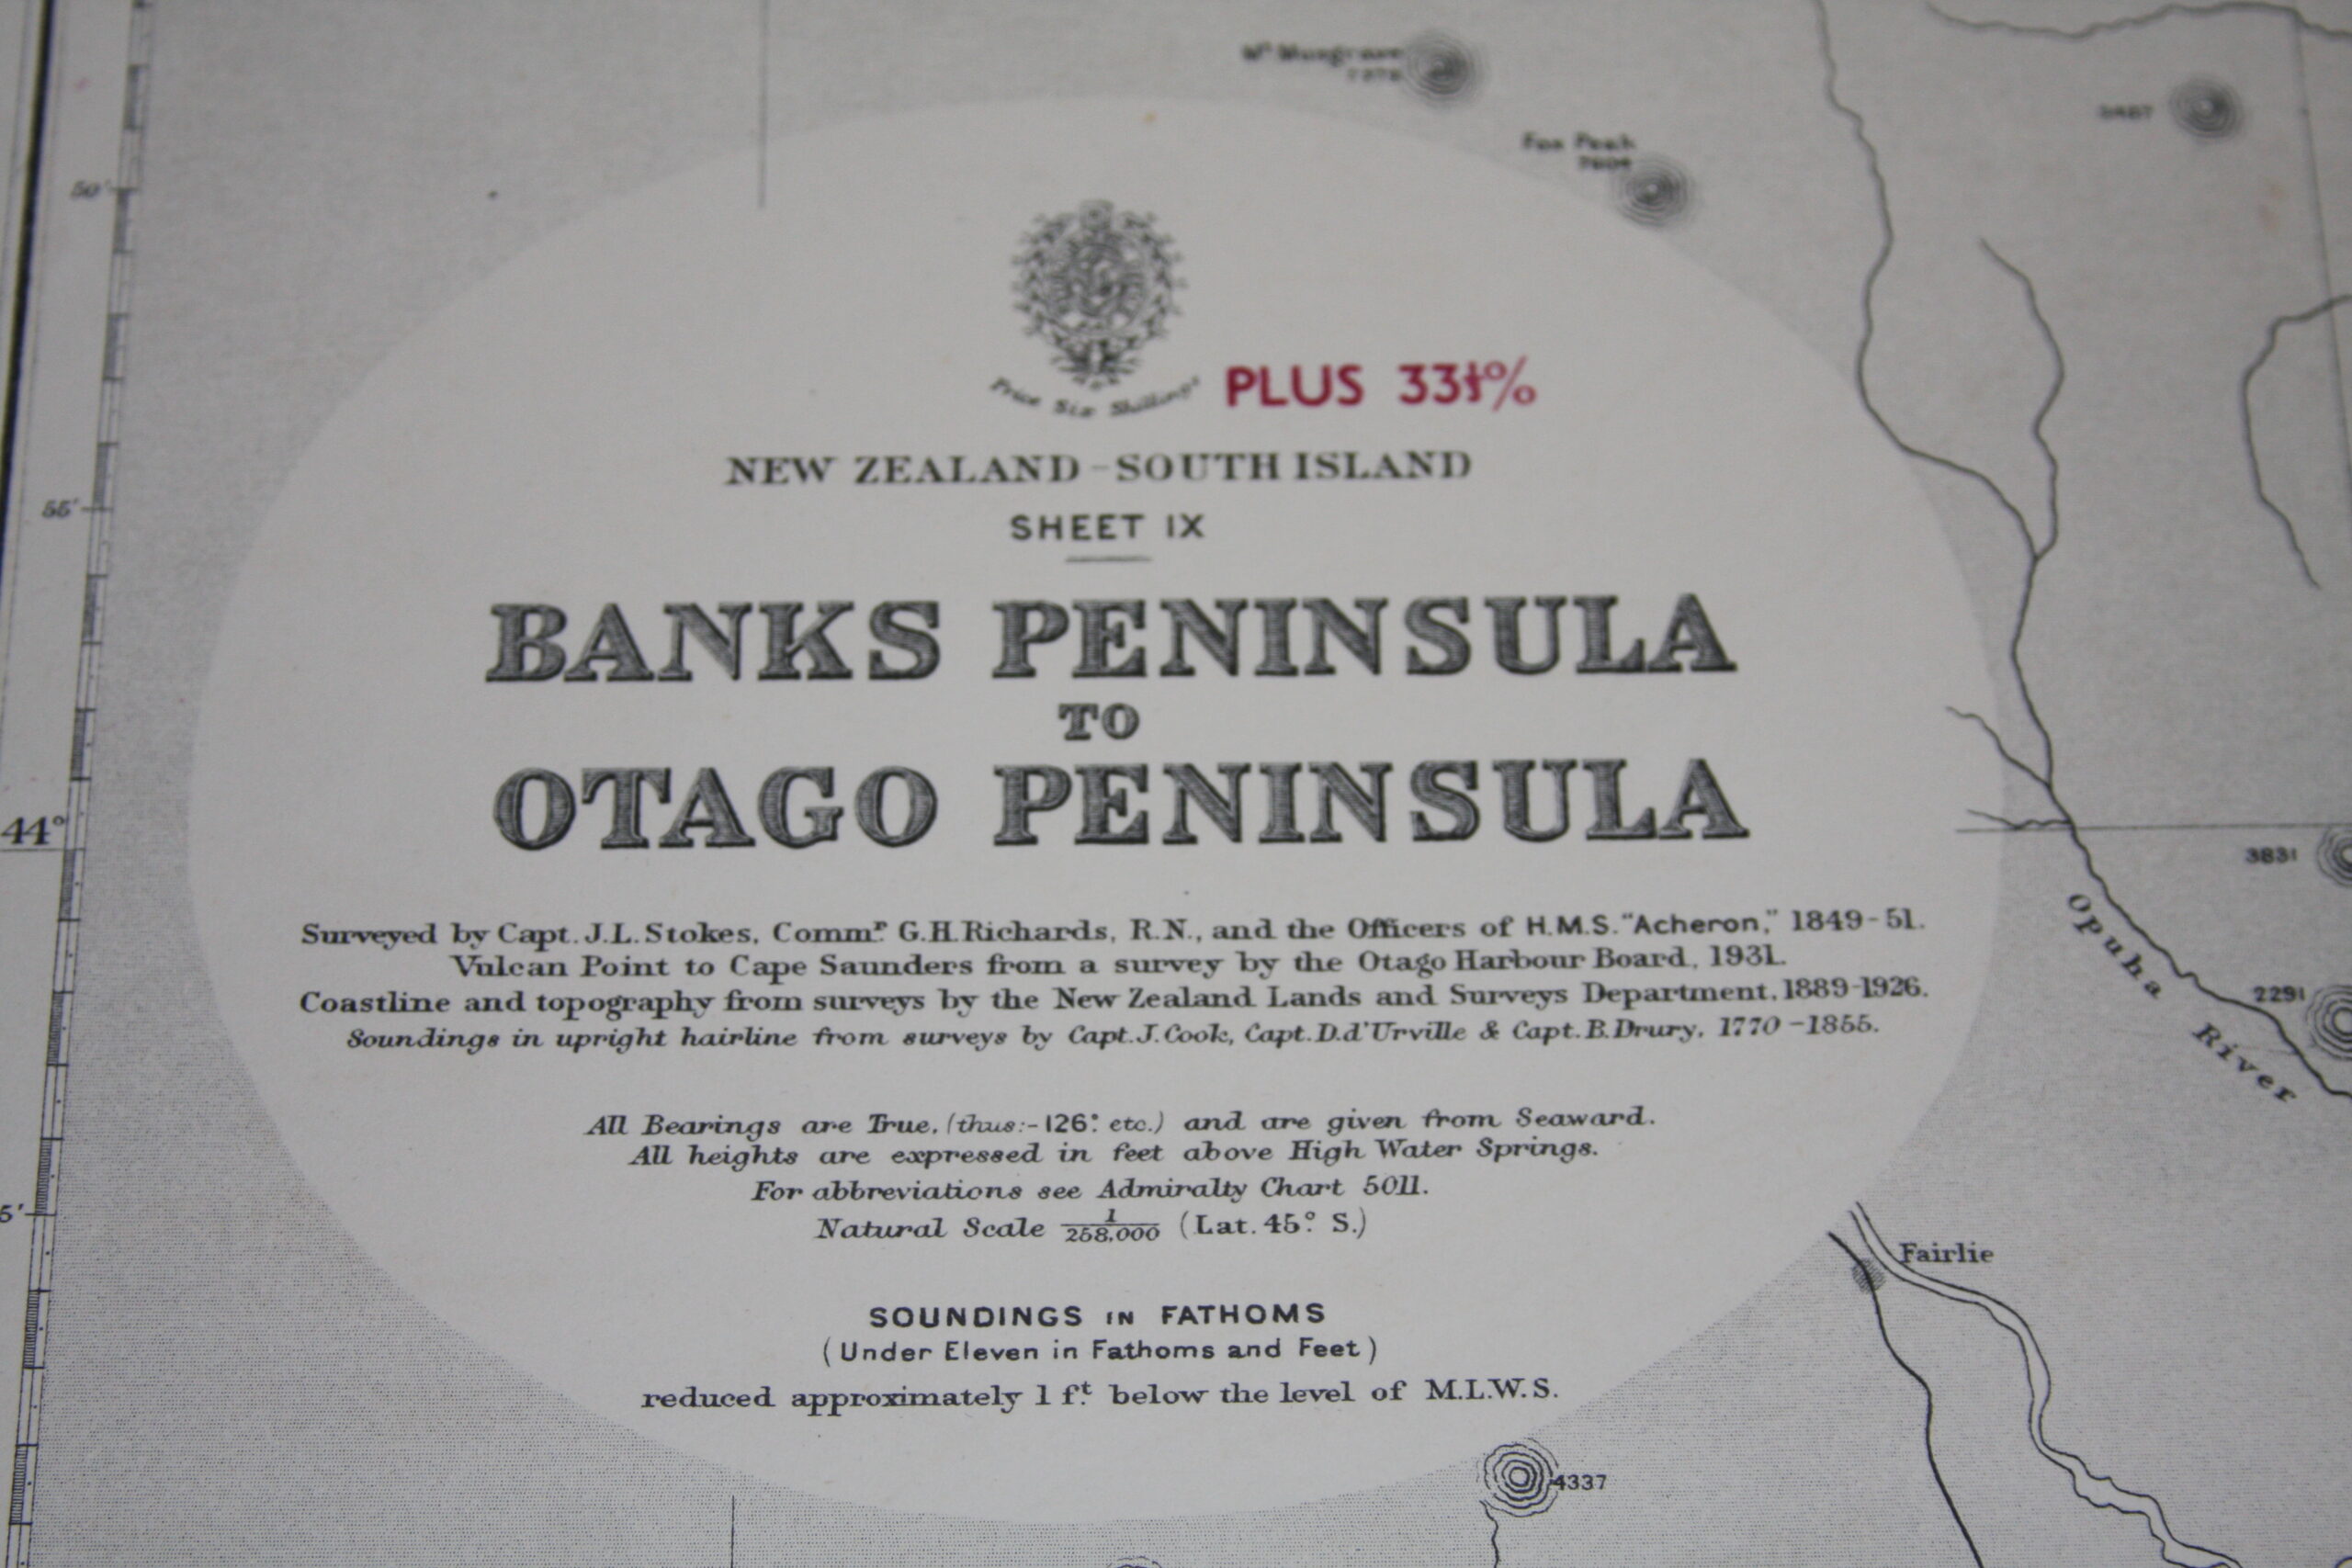 Mt. Musgrave
Fox Peak
50'
Price Six Shillings
PLUS 33⅓%
NEW ZEALAND - SOUTH ISLAND
55'
SHEET IX
BANKS PENINSULA
TO
OTAGO PENINSULA
44°
3831
Surveyed by Capt. J.L. Stokes, Commr. G.H. Richards, R.N., and the Officers of H.M.S. "Acheron," 1849-51.
Vulcan Point to Cape Saunders from a survey by the Otago Harbour Board, 1931.
Coastline and topography from surveys by the New Zealand Lands and Surveys Department, 1889-1926.
Soundings in upright hairline from surveys by Capt. J. Cook, Capt. D. d'Urville & Capt. B. Drury, 1770-1855.
2291
Opuha River
All Bearings are True, (thus:- 126° etc.) and are given from Seaward.
All heights are expressed in feet above High Water Springs.
For abbreviations see Admiralty Chart 5011.
5'
Natural Scale 1/258,000 (Lat. 45° S.)
Fairlie
SOUNDINGS IN FATHOMS
(Under Eleven in Fathoms and Feet)
reduced approximately 1 ft. below the level of M.L.W.S.
4337